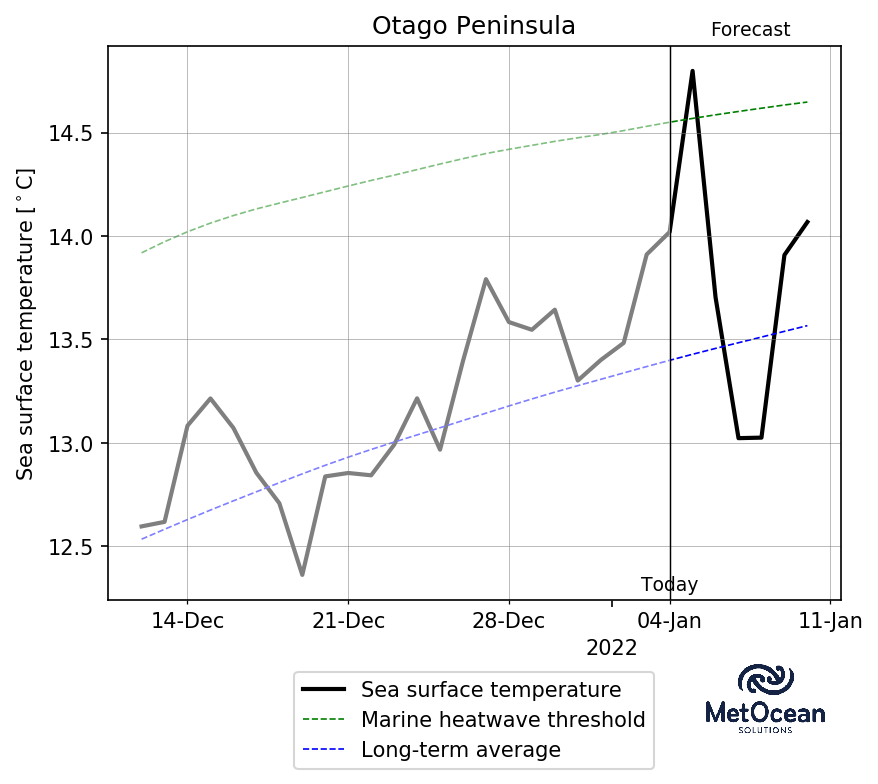 Otago Peninsula
Forecast
Sea surface temperature [°C]
14.5
14.0
13.5
13.0
12.5
Today
14-Dec 21-Dec 28-Dec 04-Jan 11-Jan
2022
Sea surface temperature
Marine heatwave threshold
Long-term average
MetOcean
SOLUTIONS